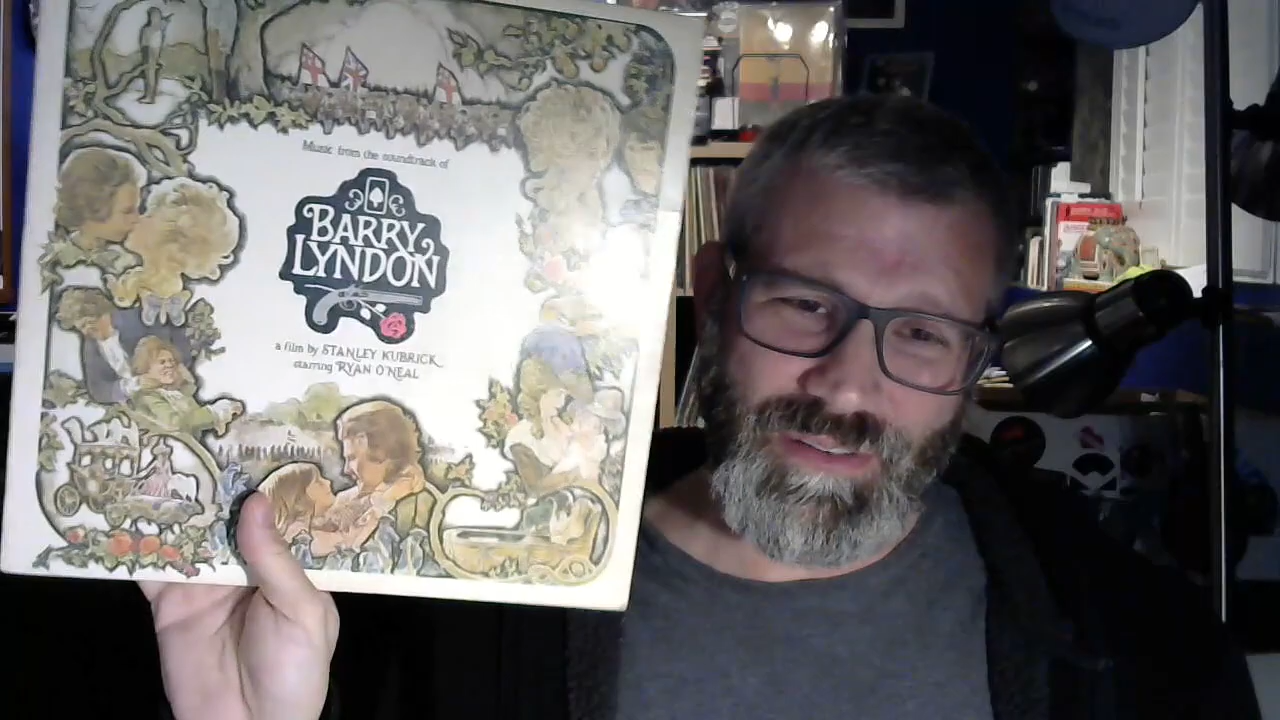 Music from the soundtrack of
BARRY
LYNDON
a film by STANLEY KUBRICK
starring RYAN O'NEAL